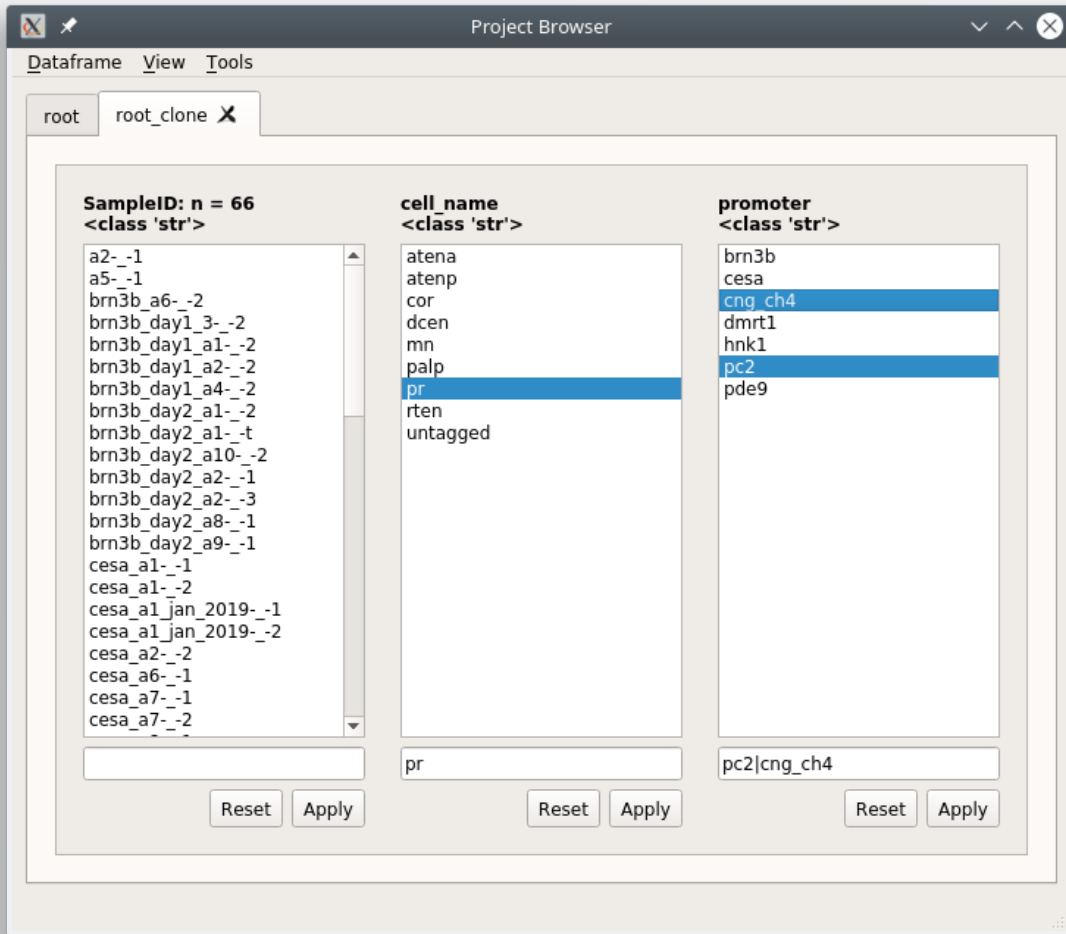 Project Browser
Dataframe View Tools
root
root_clone
SampleID: n = 66
<class 'str'>
a2-_-1
a5-_-1
brn3b_a6-_-2
brn3b_day1_3-_-2
brn3b_day1_a1-_-2
brn3b_day1_a2-_-2
brn3b_day1_a4-_-2
brn3b_day2_a1-_-2
brn3b_day2_a1-_-t
brn3b_day2_a10-_-2
brn3b_day2_a2-_-1
brn3b_day2_a2-_-3
brn3b_day2_a8-_-1
brn3b_day2_a9-_-1
cesa_a1-_-1
cesa_a1-_-2
cesa_a1_jan_2019-_-1
cesa_a1_jan_2019-_-2
cesa_a2-_-2
cesa_a6-_-1
cesa_a7-_-1
cesa_a7-_-2
Reset Apply
cell_name
<class 'str'>
atena
atenp
cor
dcen
mn
palp
pr
rten
untagged
pr
Reset Apply
promoter
<class 'str'>
brn3b
cesa
cng_ch4
dmrt1
hnk1
pc2
pde9
pc2|cng_ch4
Reset Apply